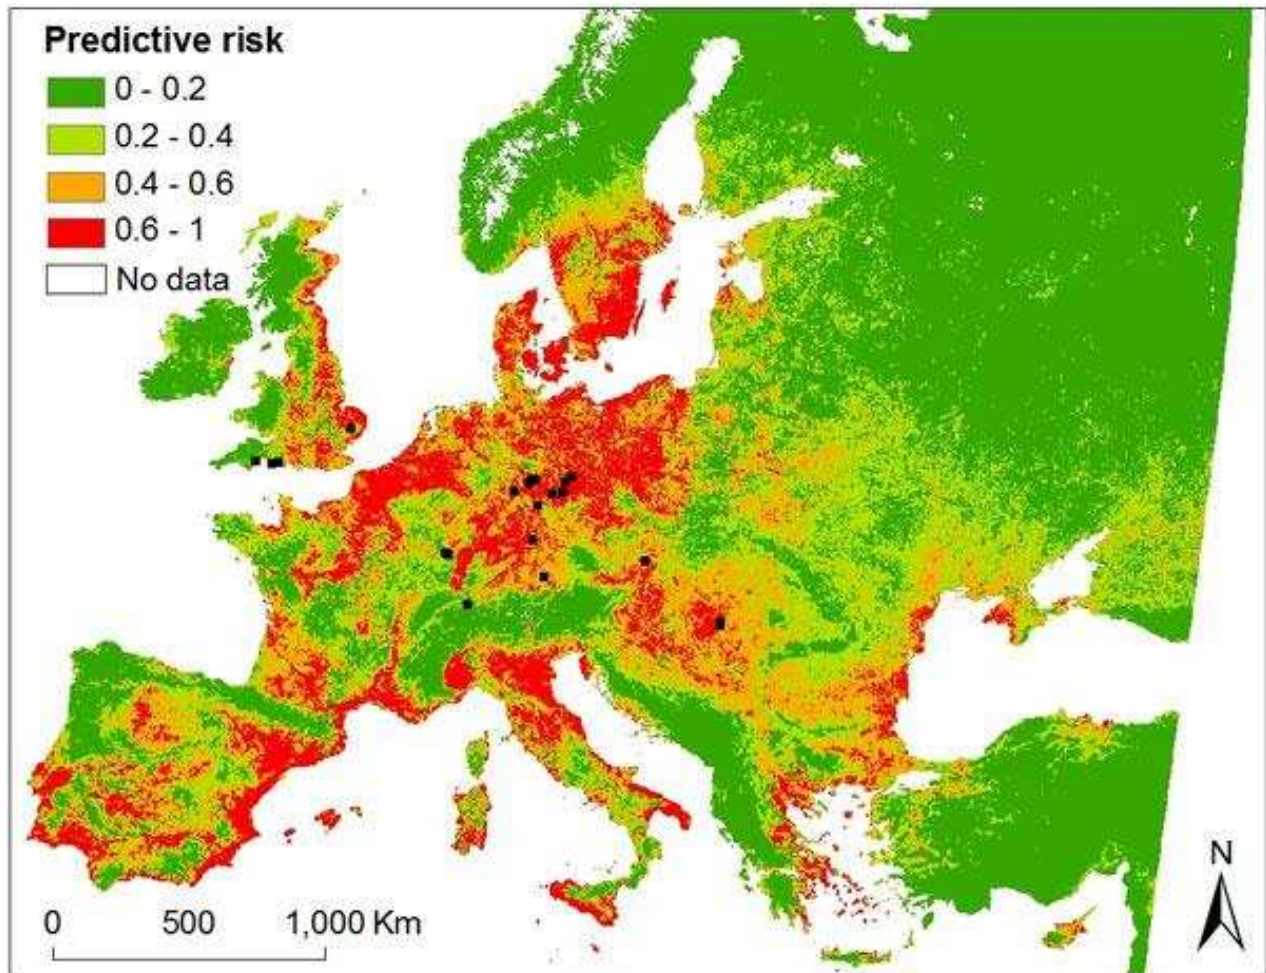 Predictive risk
0 - 0.2
0.2 - 0.4
0.4 - 0.6
0.6 - 1
No data
N
0 500 1,000 Km